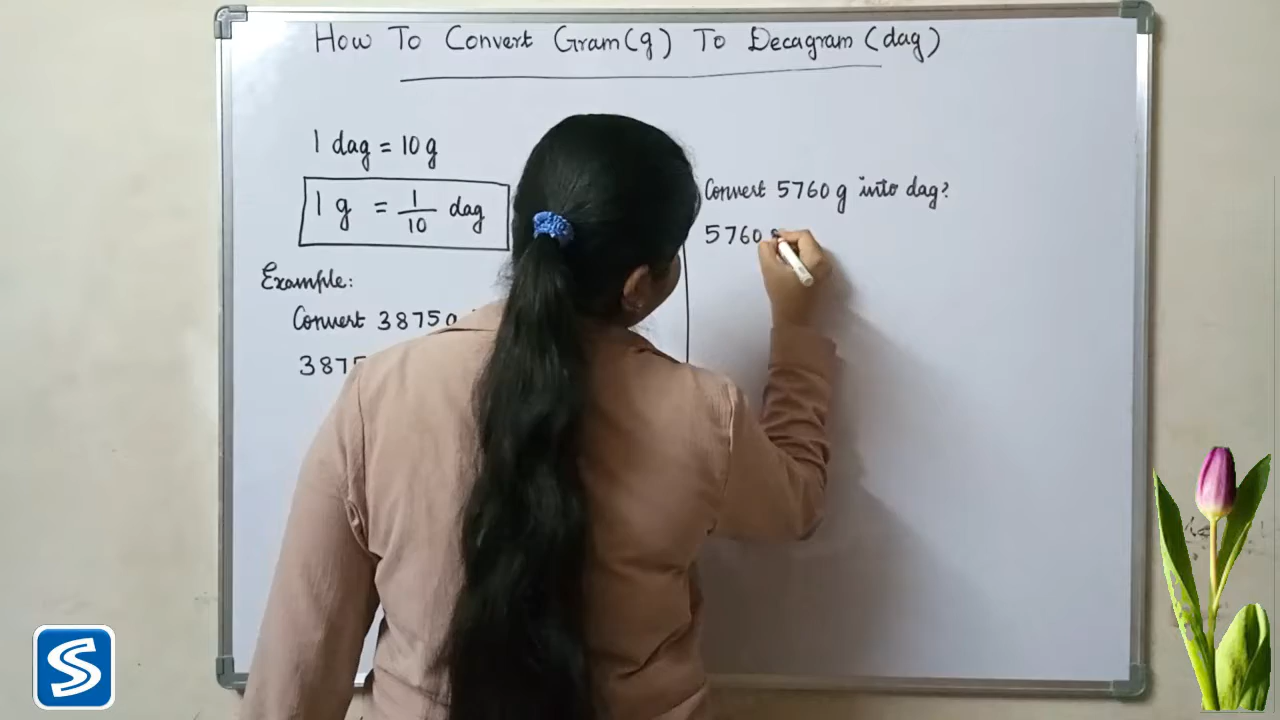 How To Convert Gram(g) To Decagram (dag)
1 dag = 10 g
1 g = 1/10 dag
Example:
Convert 3875 g
387
Convert 5760 g into dag?
5760
S